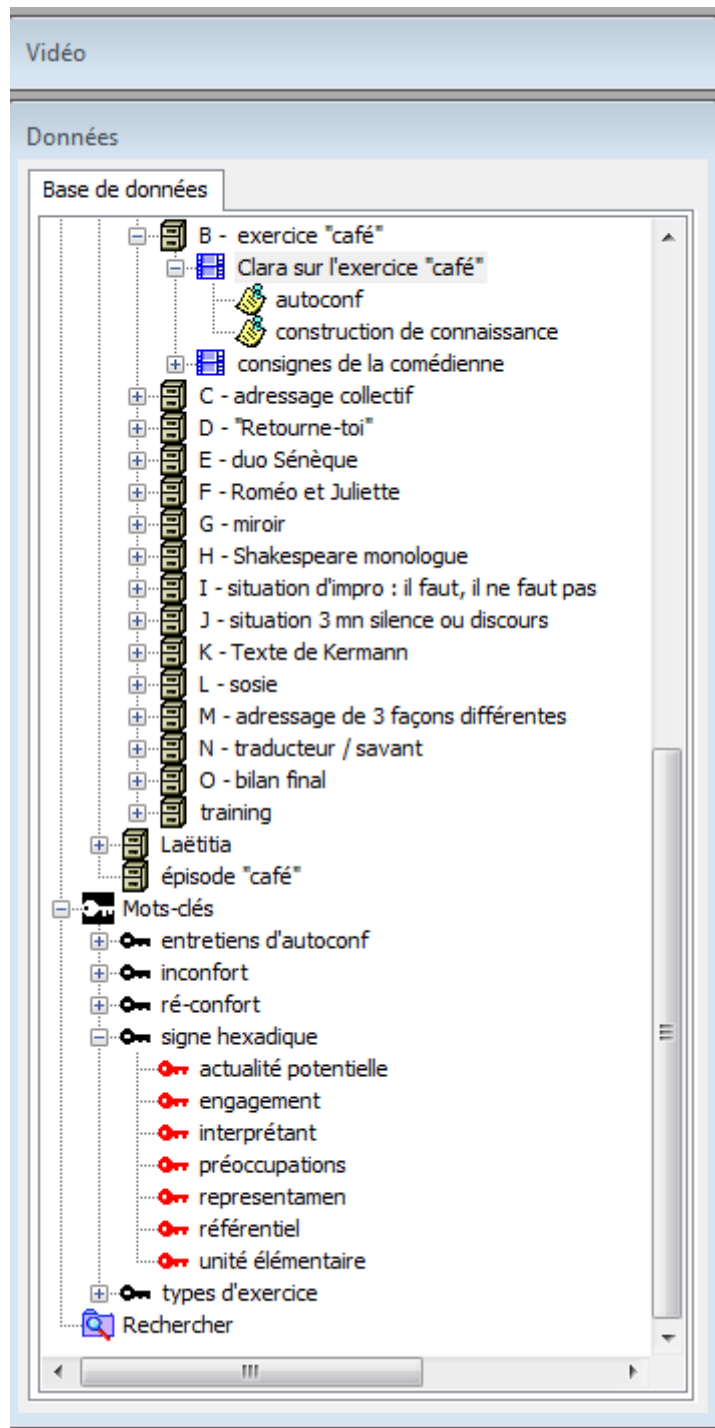 Vidéo
Données
Base de données
B - exercice "café"
Clara sur l'exercice "café"
autoconf
construction de connaissance
consignes de la comédienne
C - adressage collectif
D - "Retourne-toi"
E - duo Sénèque
F - Roméo et Juliette
G - miroir
H - Shakespeare monologue
I - situation d'impro : il faut, il ne faut pas
J - situation 3 mn silence ou discours
K - Texte de Kermann
L - sosie
M - adressage de 3 façons différentes
N - traducteur / savant
O - bilan final
training
Laëtitia
épisode "café"
Mots-clés
entretiens d'autoconf
inconfort
ré-confort
signe hexadique
actualité potentielle
engagement
interprétant
préoccupations
representamen
référentiel
unité élémentaire
types d'exercice
Rechercher